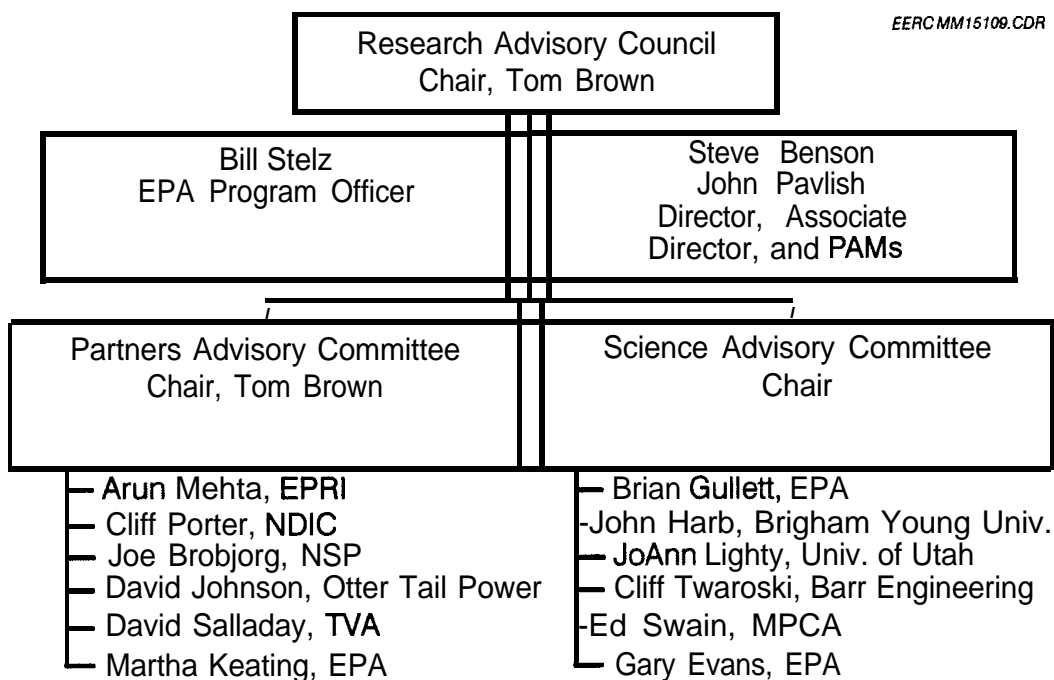 EERC MM15109.CDR
Research Advisory Council
Chair, Tom Brown
Bill Stelz
EPA Program Officer
Steve Benson
John Pavlish
Director, Associate
Director, and PAMs
Partners Advisory Committee
Chair, Tom Brown
Science Advisory Committee
Chair
Arun Mehta, EPRI
Cliff Porter, NDIC
Joe Brobjorg, NSP
David Johnson, Otter Tail Power
David Salladay, TVA
Martha Keating, EPA
Brian Gullett, EPA
-John Harb, Brigham Young Univ.
JoAnn Lighty, Univ. of Utah
Cliff Twaroski, Barr Engineering
-Ed Swain, MPCA
Gary Evans, EPA